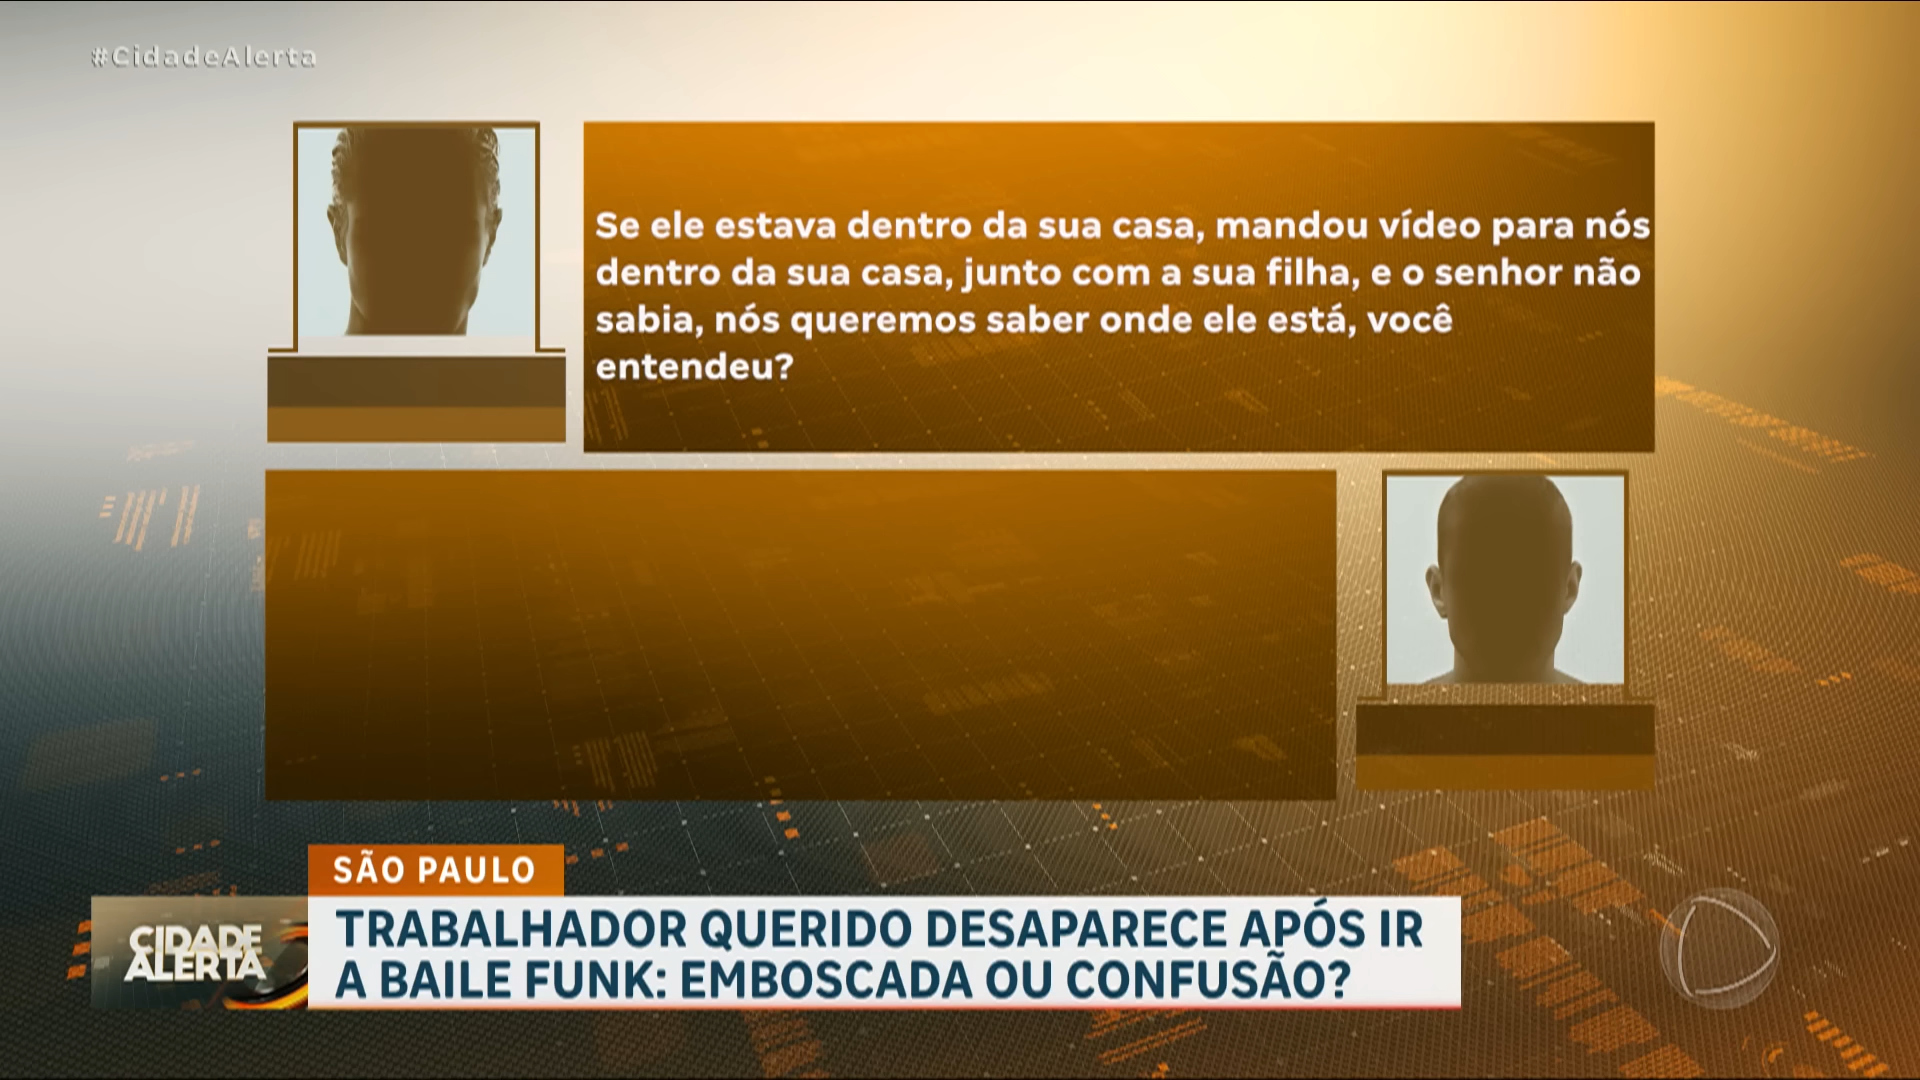 #CidadeAlerta
Se ele estava dentro da sua casa, mandou vídeo para nós
dentro da sua casa, junto com a sua filha, e o senhor não
sabia, nós queremos saber onde ele está, você
entendeu?
SÃO PAULO
CIDADE
ALERTA
TRABALHADOR QUERIDO DESAPARECE APÓS IR
A BAILE FUNK: EMBOSCADA OU CONFUSÃO?